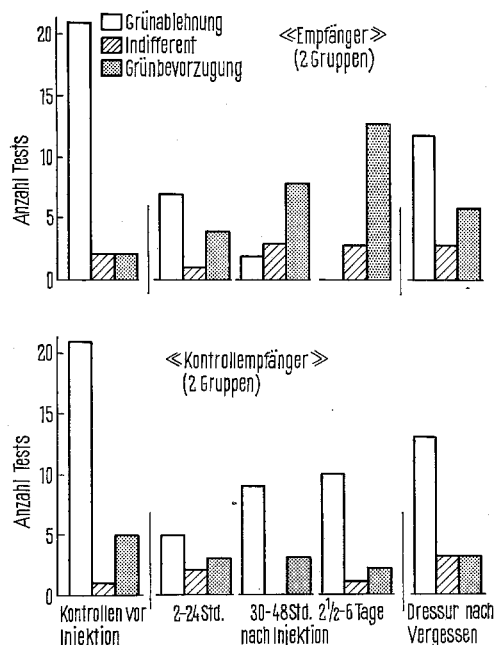 Grünablehnung
Indifferent
Grünbevorzugung
≪Empfänger≫
(2 Gruppen)
Anzahl Tests
20
15
10
5
0
≪Kontrollempfänger≫
(2 Gruppen)
Anzahl Tests
20
15
10
5
0
Kontrollen vor
Injektion
2-24 Std.
30-48 Std.
2½-6 Tage
nach Injektion
Dressur nach
Vergessen